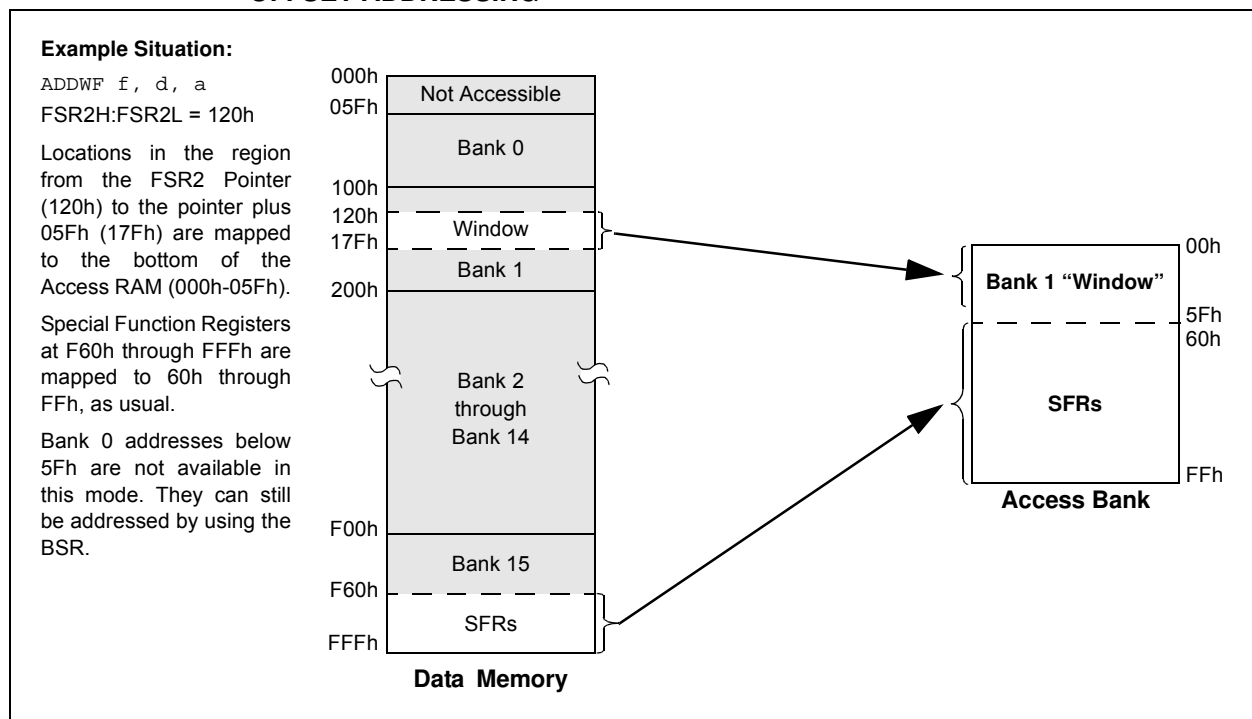 Example Situation:
ADDWF f, d, a
FSR2H:FSR2L = 120h
Locations in the region
from the FSR2 Pointer
(120h) to the pointer plus
05Fh (17Fh) are mapped
to the bottom of the
Access RAM (000h-05Fh).
Special Function Registers
at F60h through FFFh are
mapped to 60h through
FFh, as usual.
Bank 0 addresses below
5Fh are not available in
this mode. They can still
be addressed by using the
BSR.
000h
Not Accessible
05Fh
Bank 0
100h
120h
Window
17Fh
Bank 1
200h
Bank 2
through
Bank 14
F00h
Bank 15
F60h
SFRs
FFFh
Data Memory
00h
Bank 1 “Window”
5Fh
60h
SFRs
FFh
Access Bank